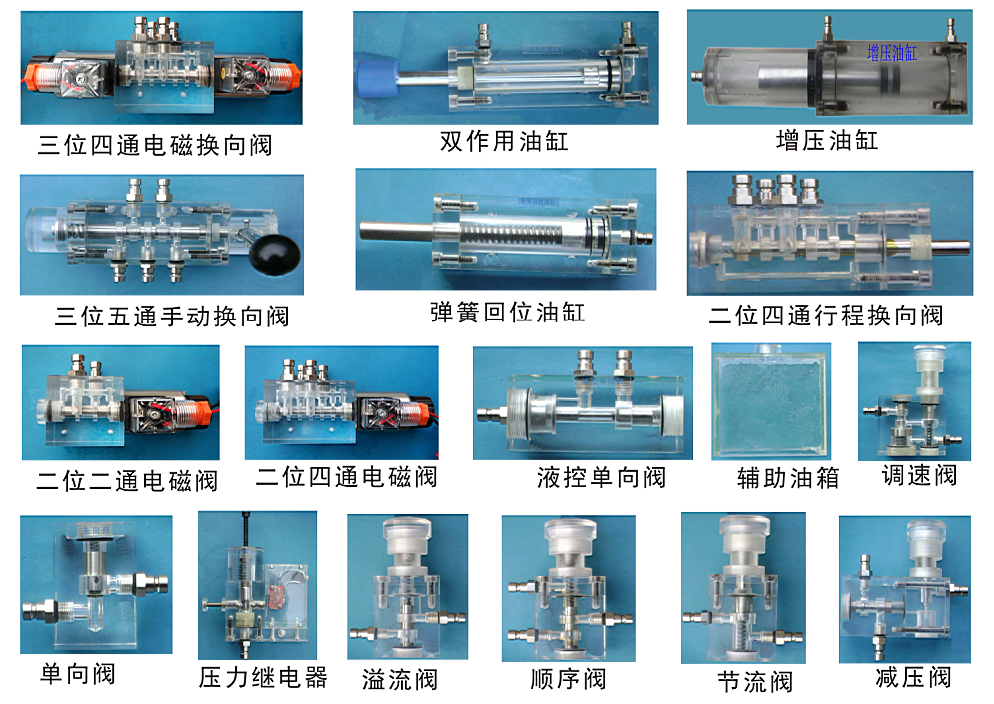 增压油缸
三位四通电磁换向阀
双作用油缸
增压油缸
三位五通手动换向阀
弹簧回位油缸
二位四通行程换向阀
二位二通电磁阀
二位四通电磁阀
液控单向阀
辅助油箱
调速阀
单向阀
压力继电器
溢流阀
顺序阀
节流阀
减压阀